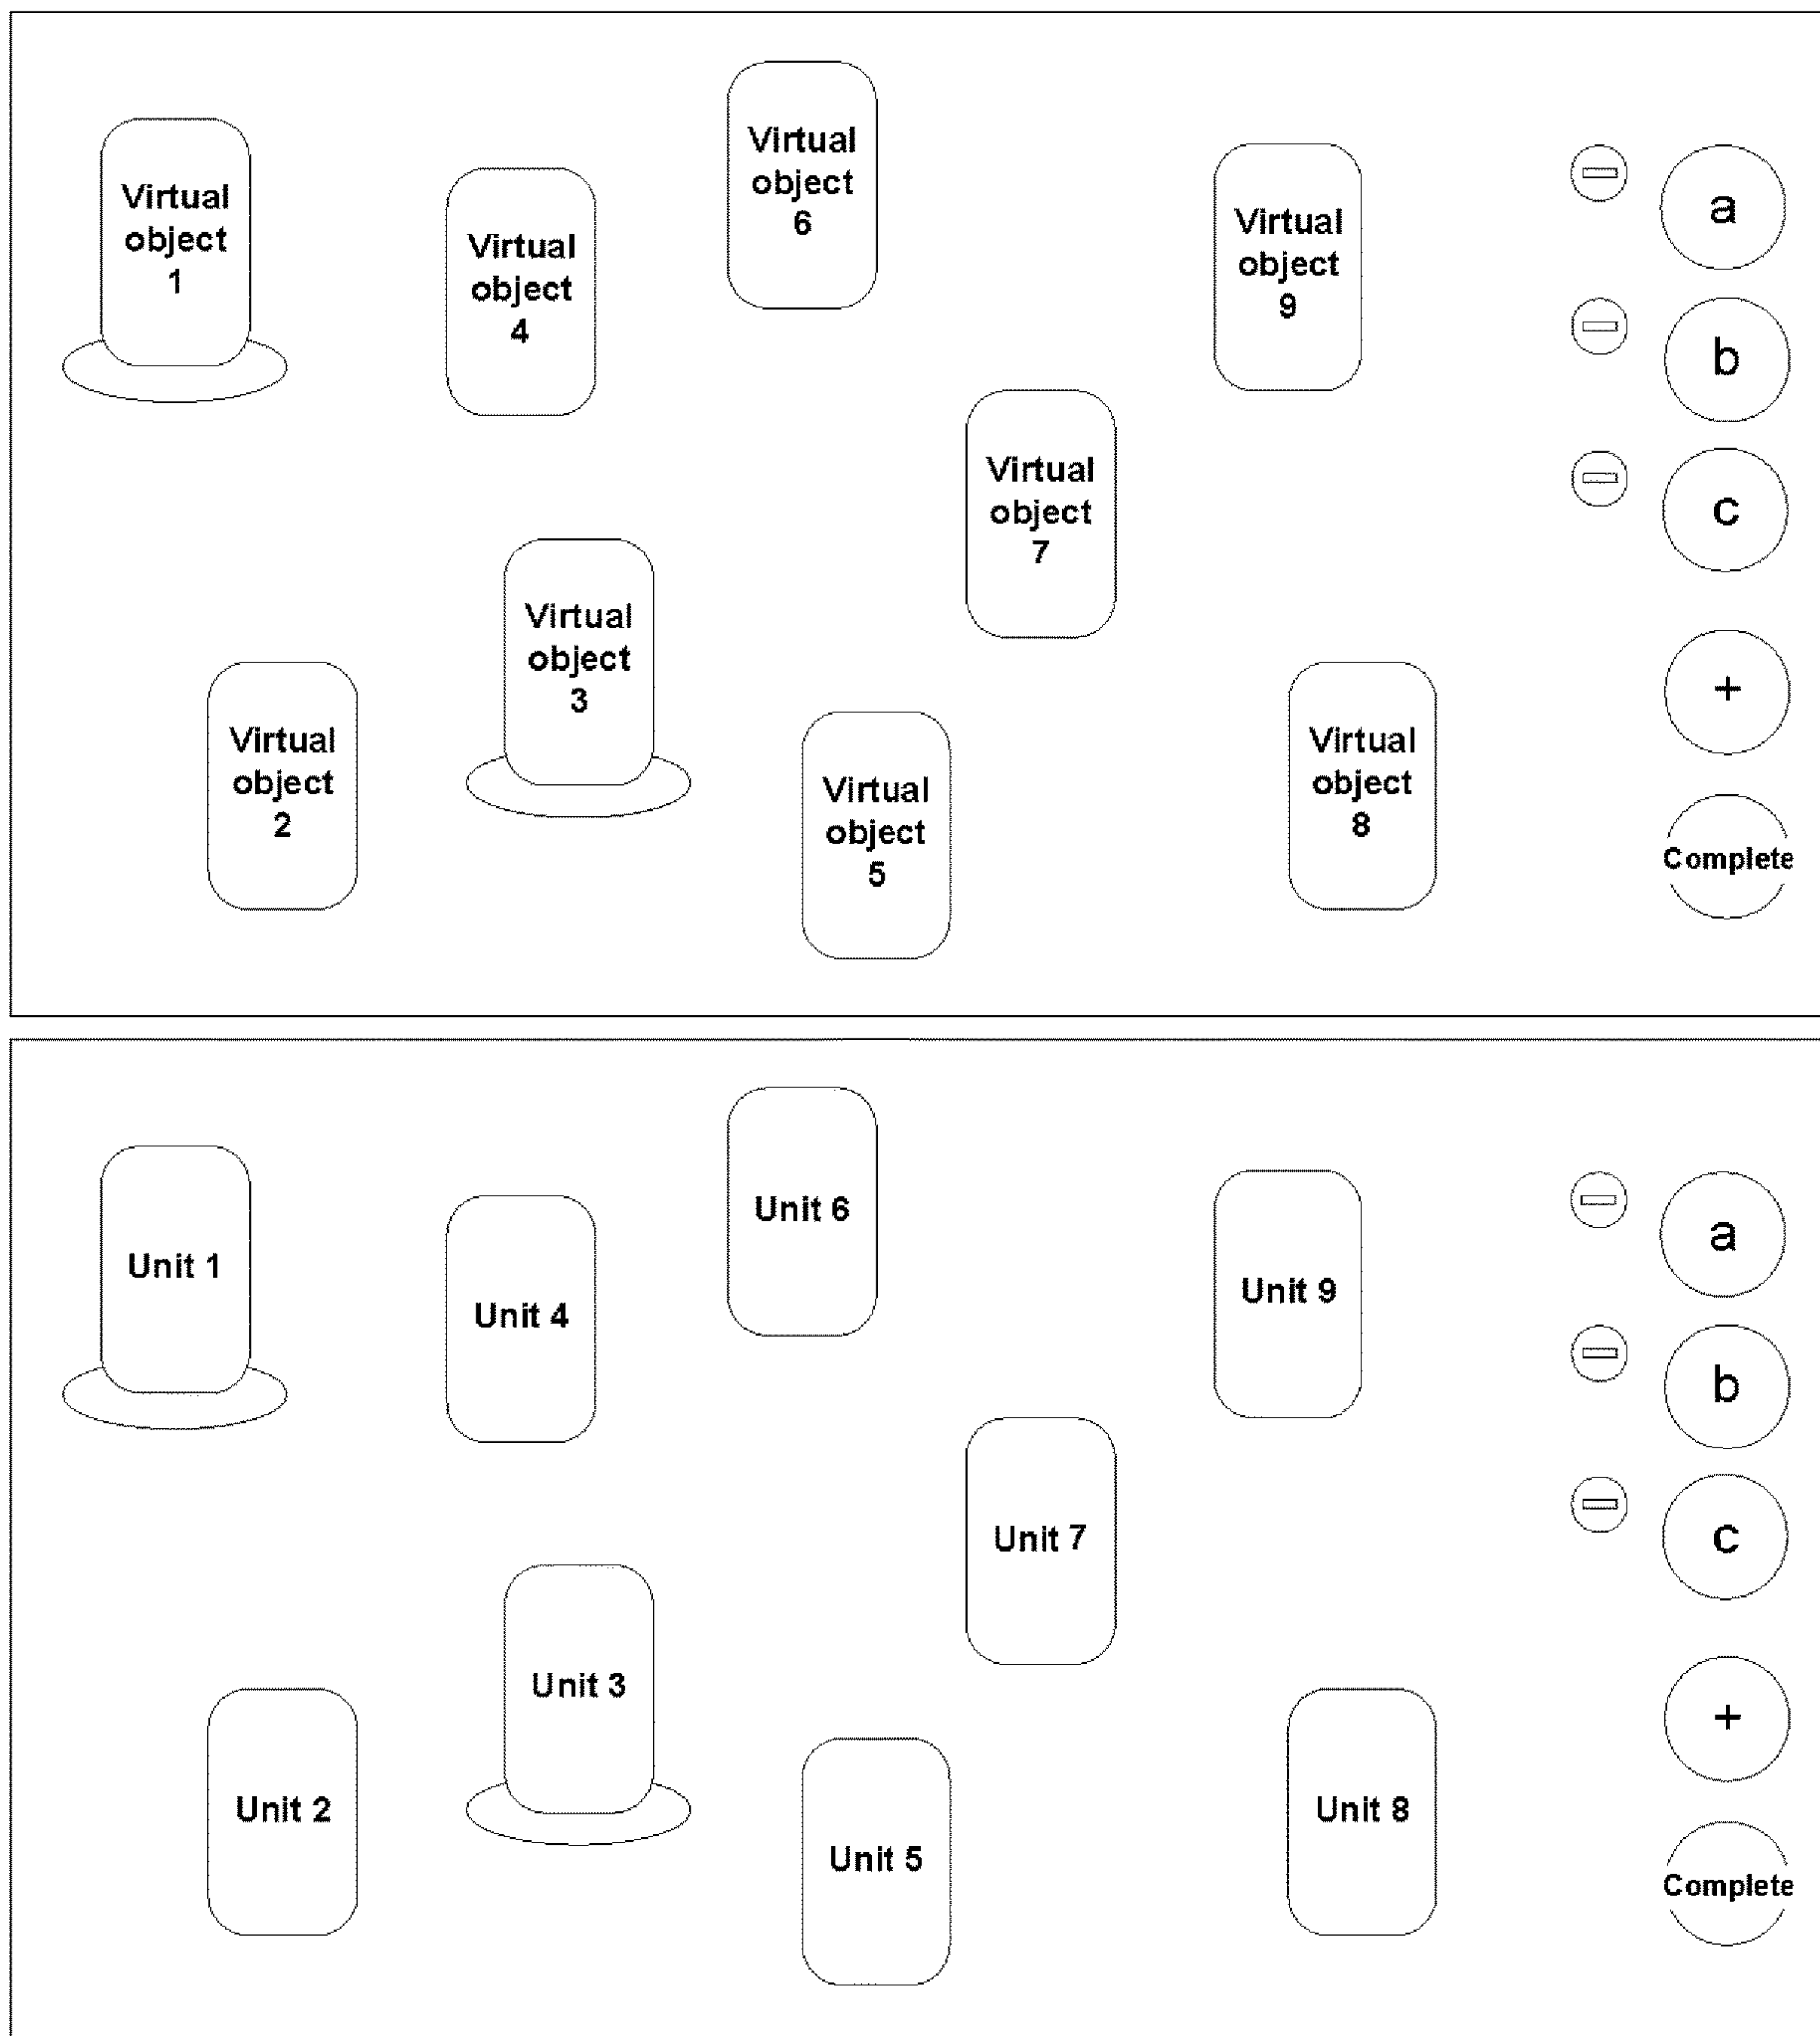 Virtual
object
1
Virtual
object
4
Virtual
object
6
Virtual
object
9
Virtual
object
7
Virtual
object
2
Virtual
object
3
Virtual
object
5
Virtual
object
8
a
b
c
+
Complete
Unit 1
Unit 4
Unit 6
Unit 9
Unit 7
Unit 2
Unit 3
Unit 5
Unit 8
a
b
c
+
Complete